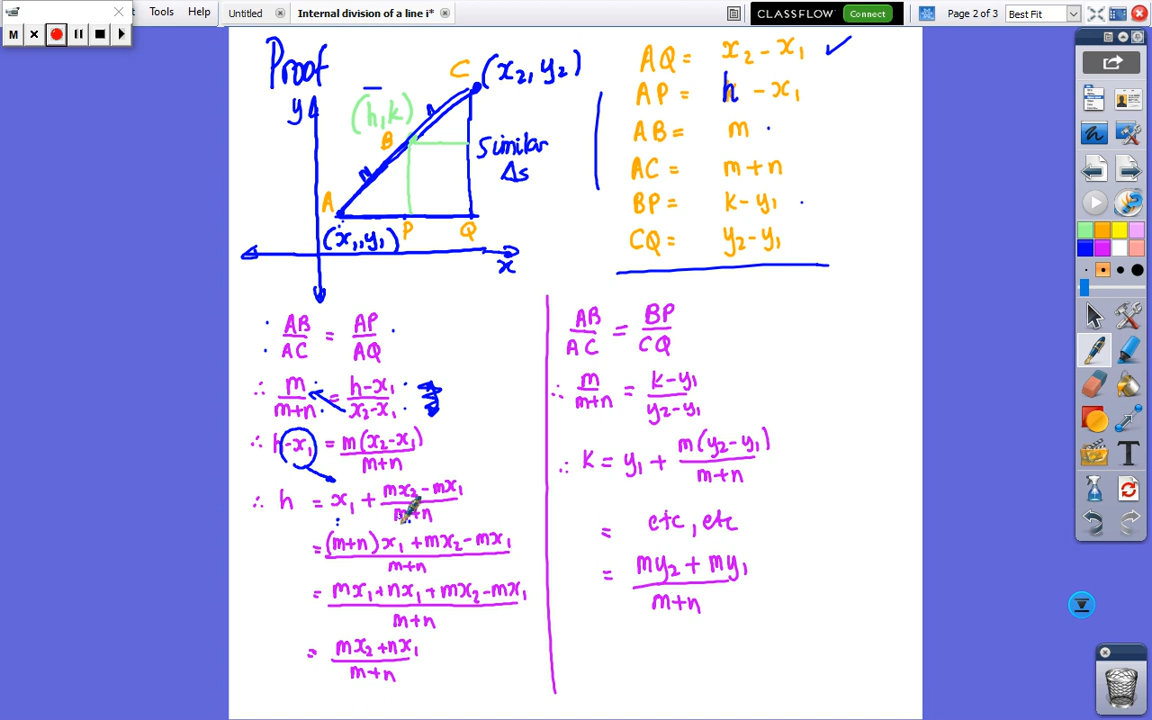 Tools Help
Untitled
Internal division of a line i*
CLASSFLOW
Connect
Page 2 of 3
Best Fit
M
Proof
y
x
C (x₂, y₂)
(h, k)
B
n
m
A
P
Q
(x₁, y₁)
Similar
Δs
AQ = x₂ - x₁ ✓
AP = h - x₁
AB = m
AC = m + n
BP = k - y₁
CQ = y₂ - y₁
AB/AC = AP/AQ
∴ m/m+n = h-x₁/x₂-x₁
∴ h-x₁ = m(x₂-x₁)/m+n
∴ h = x₁ + mx₂-mx₁/m+n
= (m+n)x₁ + mx₂ - mx₁/m+n
= mx₁ + nx₁ + mx₂ - mx₁/m+n
= mx₂ + nx₁/m+n
AB/AC = BP/CQ
∴ m/m+n = k-y₁/y₂-y₁
∴ k = y₁ + m(y₂-y₁)/m+n
= etc, etc
= my₂ + my₁/m+n
T